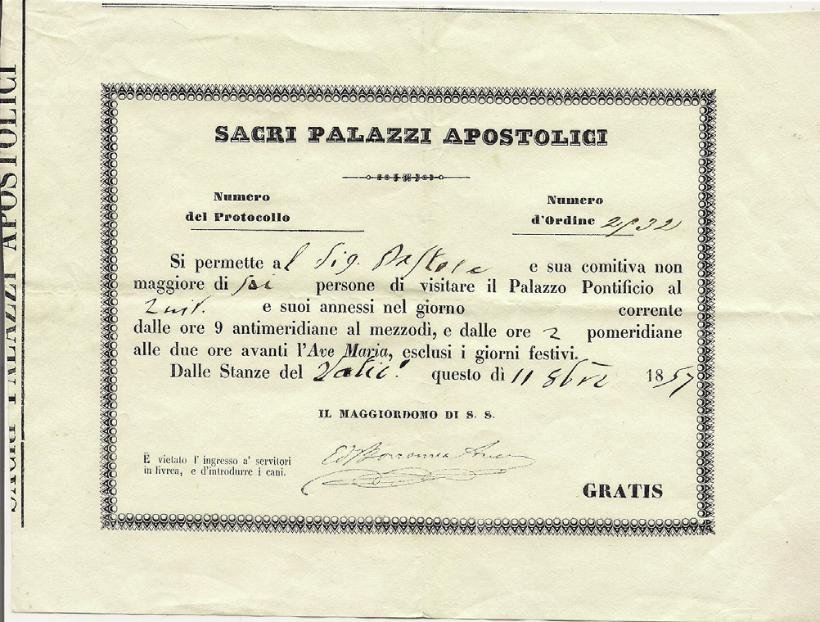 SACRI PALAZZI APOSTOLICI
SACRI PALAZZI APOSTOLICI
Numero
del Protocollo
Numero
d'Ordine
Si permette al Sig. e sua comitiva non
maggiore di sei persone di visitare il Palazzo Pontificio al
e suoi annessi nel giorno corrente
dalle ore 9 antimeridiane al mezzodì, e dalle ore 2 pomeridiane
alle due ore avanti l'Ave Maria, esclusi i giorni festivi.
Dalle Stanze del Vatic.º questo dì 11 8bre 1857
IL MAGGIORDOMO DI S. S.
È vietato l' ingresso a' servitori
in livrea, e d'introdurre i cani.
GRATIS